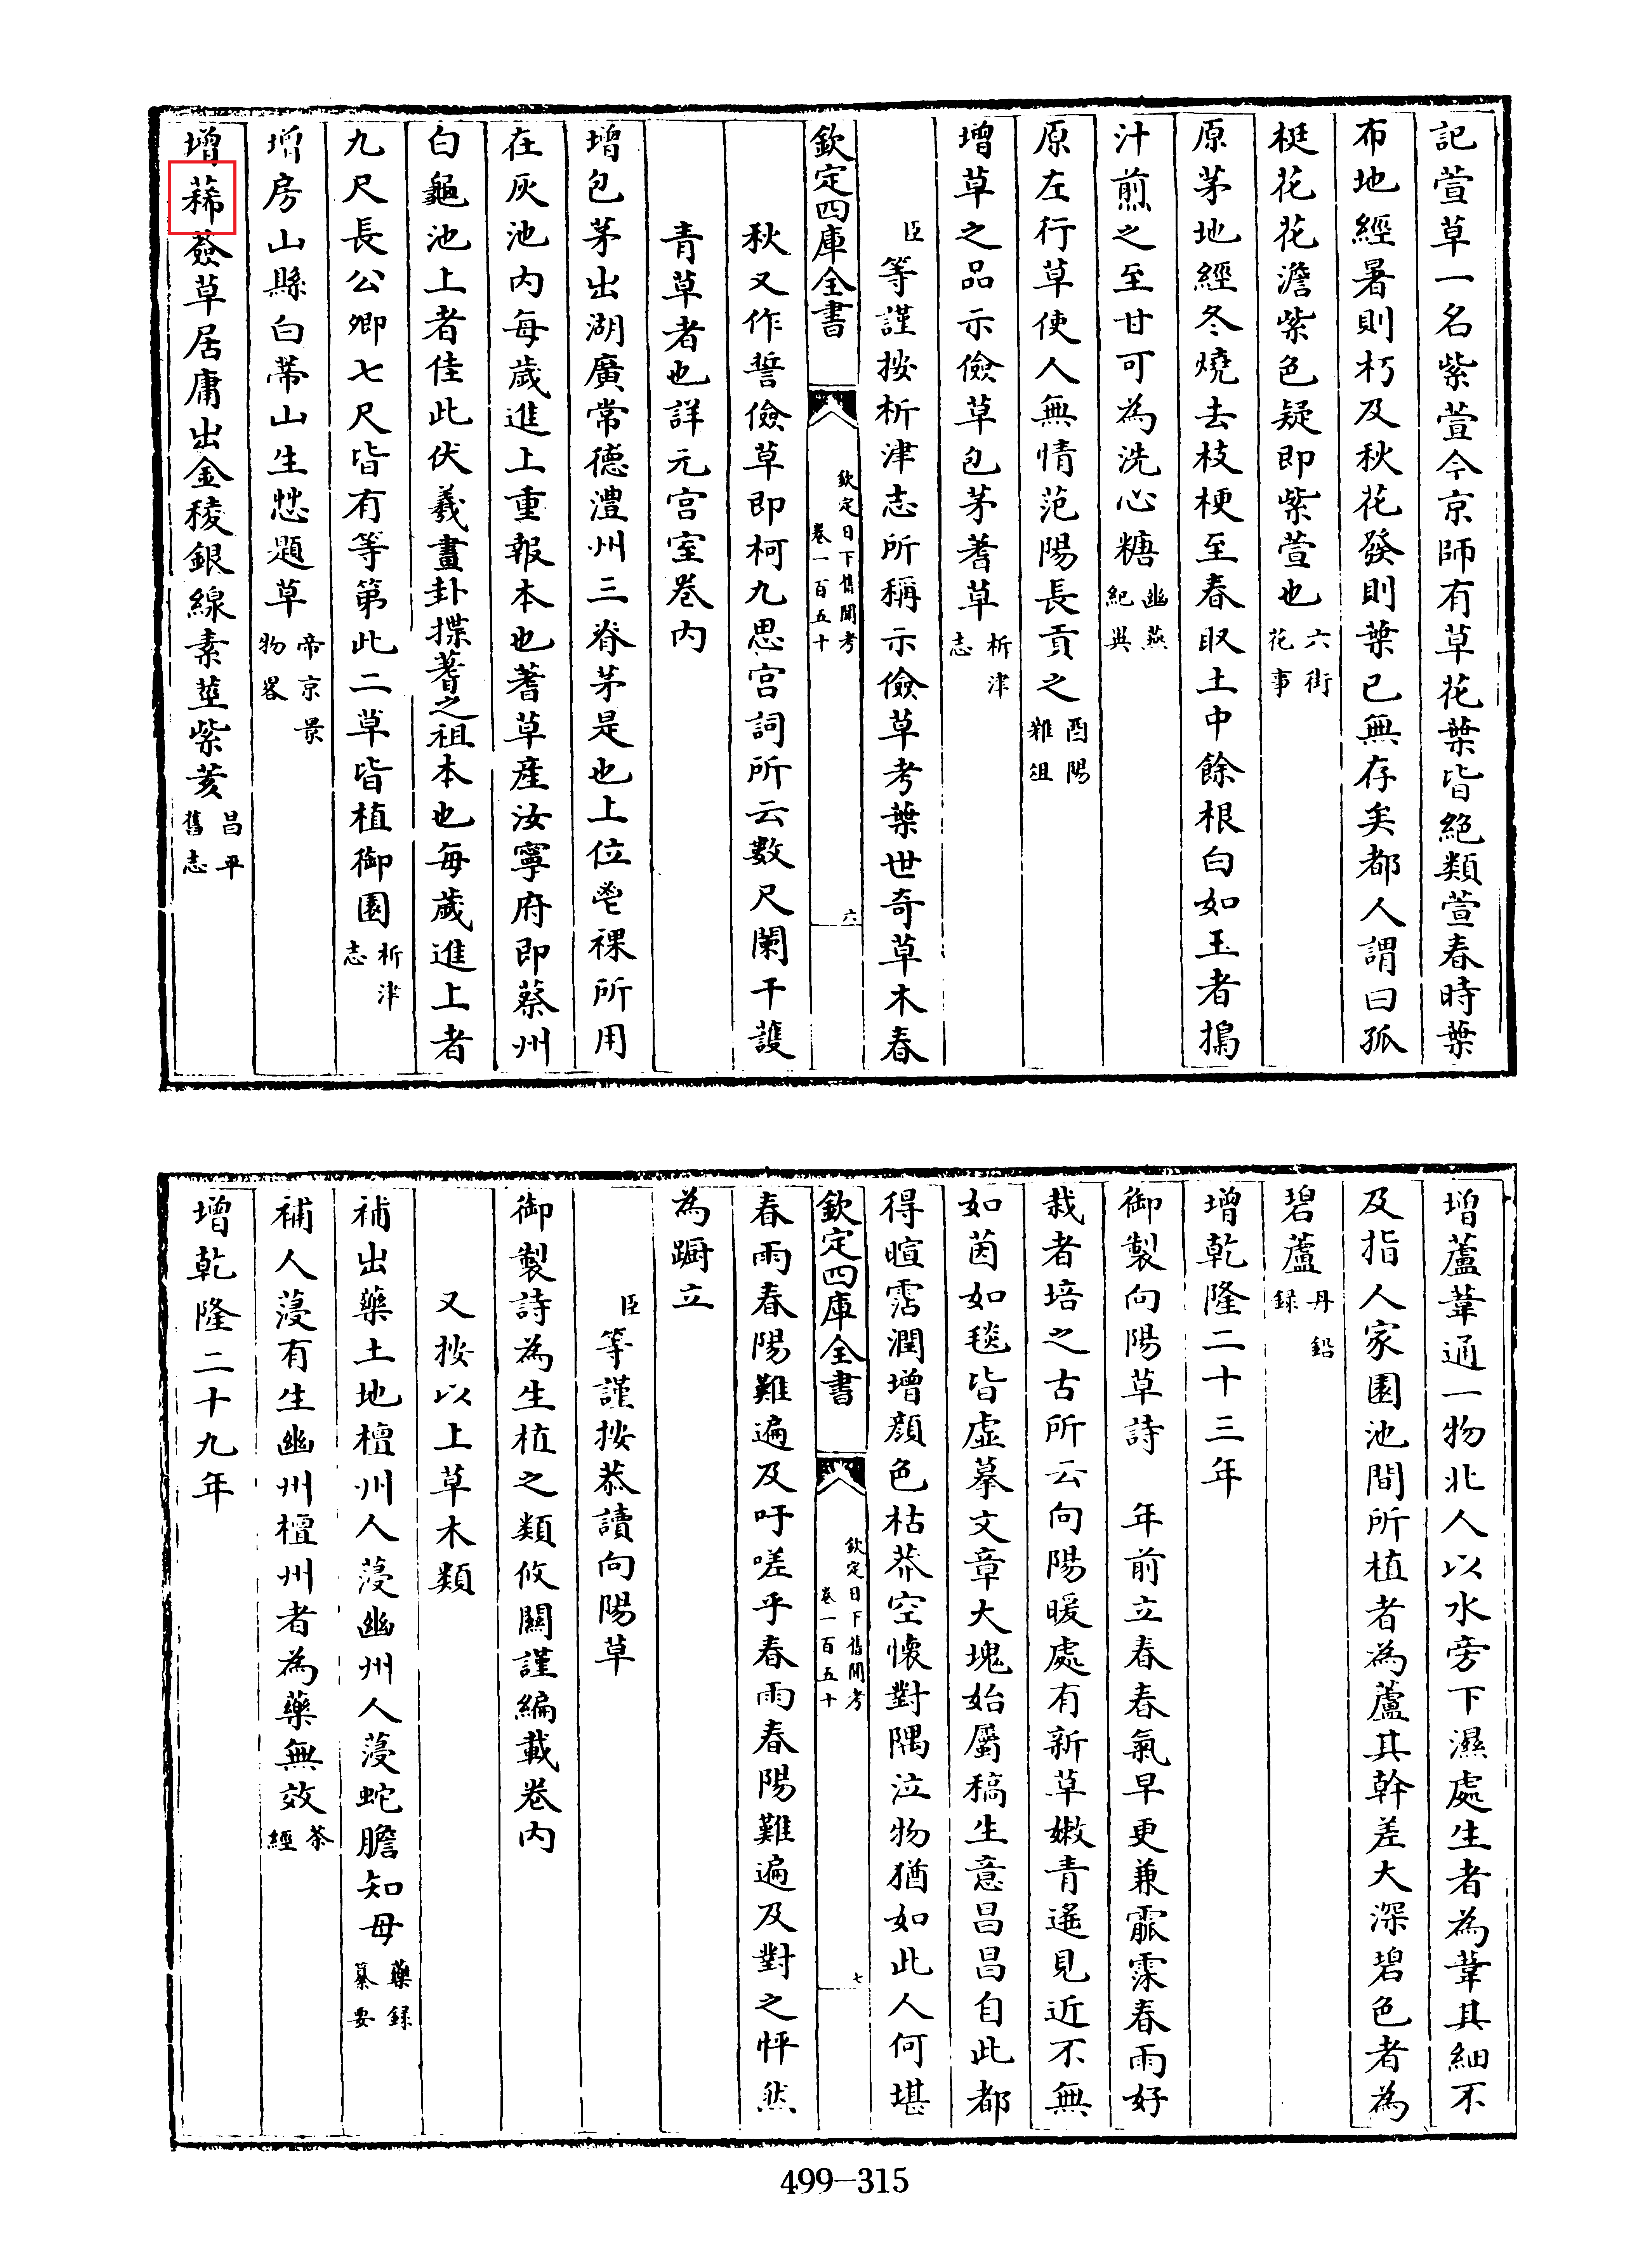 記萱草一名紫萱今京師有草花葉皆絕類萱春時葉
布地經暑則朽及秋花發則葉已無存矣都人謂曰孤
梃花花澹紫色疑即紫萱也六街花事
原茅地經冬燒去枝梗至春取土中餘根白如玉者搗
汁煎之至甘可為洗心糖幽燕紀異
原左行草使人無情范陽長貢之酉陽雜俎
增草之品示儉草包茅蓍草析津志
臣等謹按析津志所稱示儉草考葉世奇草木春
欽定四庫全書
欽定日下舊聞考
卷一百五十
六
秋又作誓儉草即柯九思宮詞所云數尺闌干護
青草者也詳元宮室卷內
增包茅出湖廣常德澧州三脊茅是也上位鬯祼所用
在灰池內每歲進上重報本也蓍草產汝寧府即蔡州
白龜池上者佳此伏羲畫卦揲蓍之祖本也每歲進上者
九尺長公卿七尺皆有等第此二草皆植御園析津志
增房山縣白蒂山生愁題草帝京景物畧
增莃薟草居庸出金稜銀線素莖紫荄昌平舊志
增蘆葦通一物北人以水旁下濕處生者為葦其細不
及指人家園池間所植者為蘆其幹差大深碧色者為
碧蘆丹鉛録
增乾隆二十三年
御製向陽草詩 年前立春春氣早更兼霢霂春雨好
栽者培之古所云向陽暖處有新草嫩青遙見近不無
如茵如毯皆虛摹文章大塊始屬稿生意昌昌自此都
得暄霑潤增顏色枯荄空懷對隅泣物猶如此人何堪
欽定四庫全書
欽定日下舊聞考
卷一百五十
七
春雨春陽難遍及吁嗟乎春雨春陽難遍及對之怦然
為躕立
臣等謹按恭讀向陽草
御製詩為生植之類攸關謹編載卷內
又按以上草木類
補出藥土地檀州人蓡幽州人蓡蛇膽知母藥録纂要
補人蓡有生幽州檀州者為藥無效茶經
增乾隆二十九年
499-315